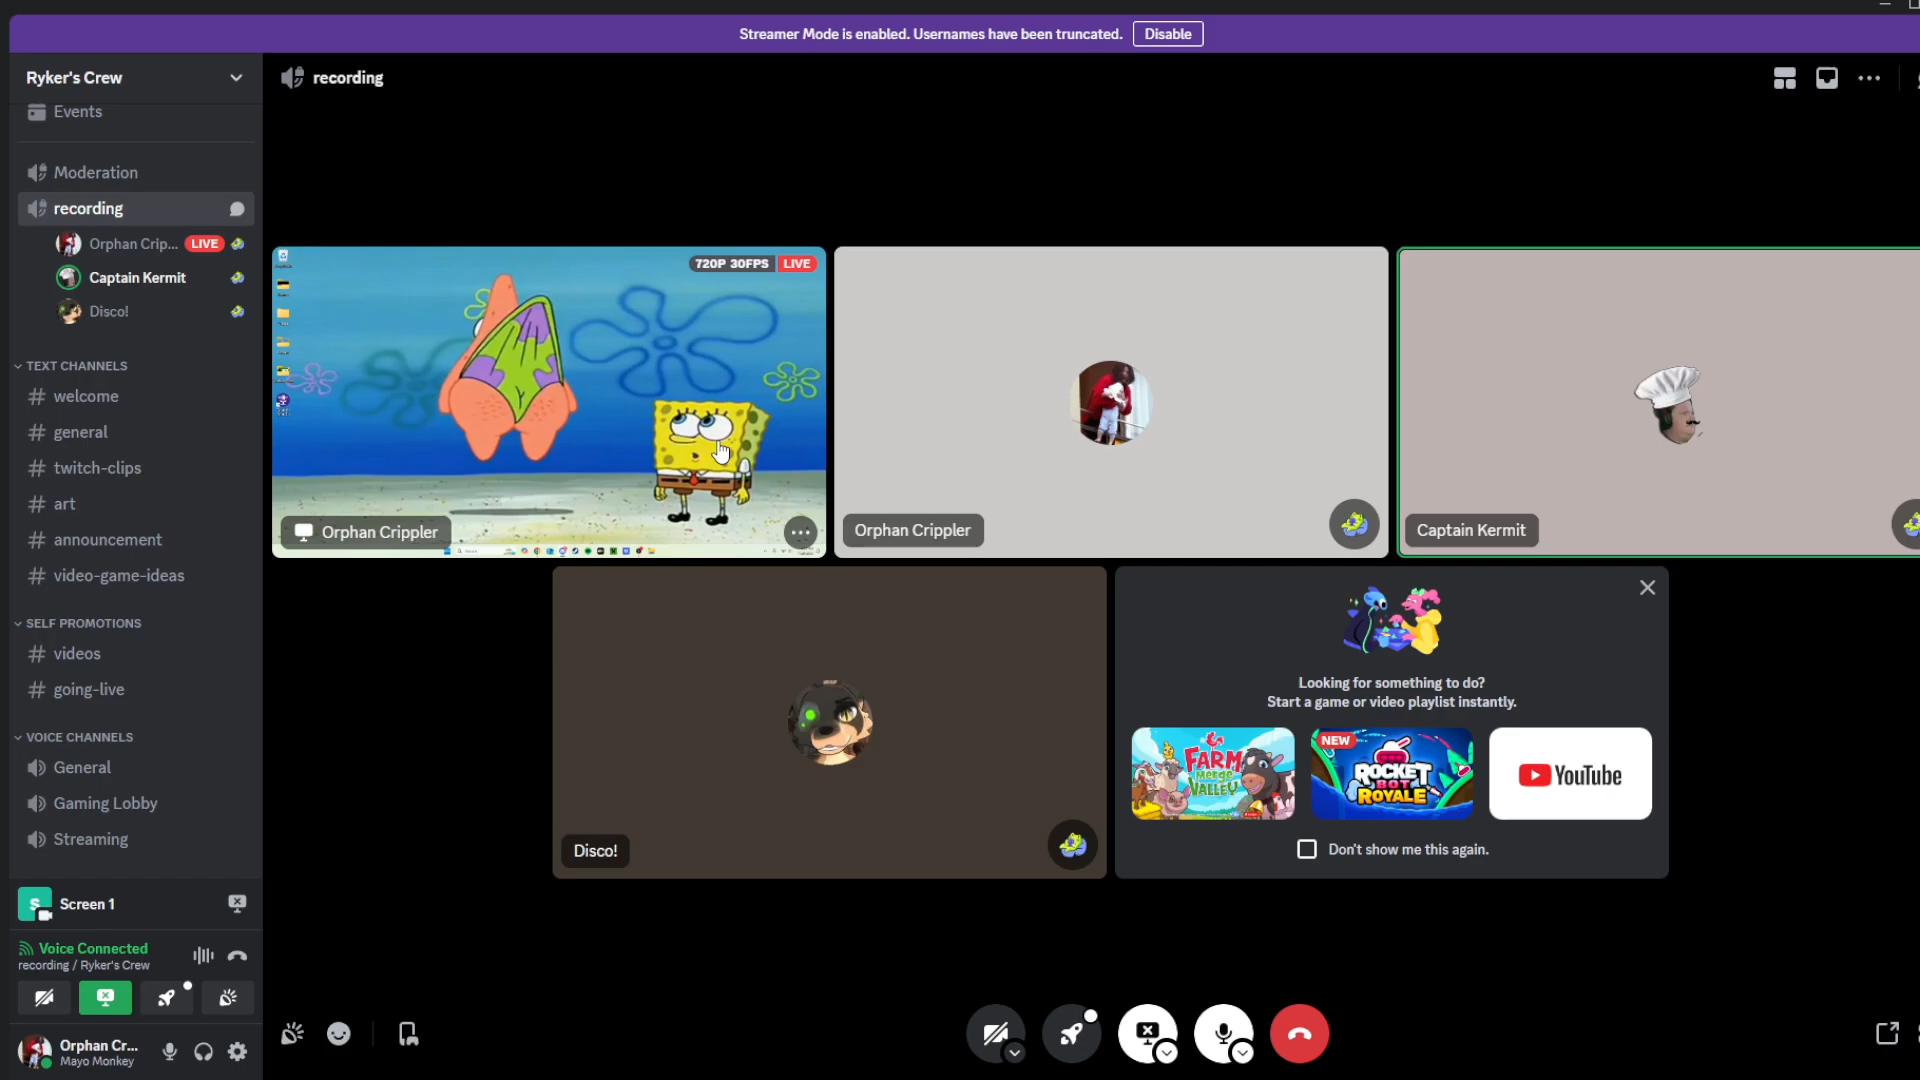 Streamer Mode is enabled. Usernames have been truncated.
Disable
Ryker's Crew
Events
Moderation
recording
Orphan Crip...
LIVE
Captain Kermit
Disco!
TEXT CHANNELS
welcome
general
twitch-clips
art
announcement
video-game-ideas
SELF PROMOTIONS
videos
going-live
VOICE CHANNELS
General
Gaming Lobby
Streaming
S
Screen 1
Voice Connected
recording / Ryker's Crew
Orphan Cr...
Mayo Monkey
recording
720P 30FPS
LIVE
Orphan Crippler
Orphan Crippler
Captain Kermit
Disco!
Looking for something to do?
Start a game or video playlist instantly.
FARM
Merge
VALLEY
NEW
ROCKET
BOT
ROYALE
YouTube
Don't show me this again.